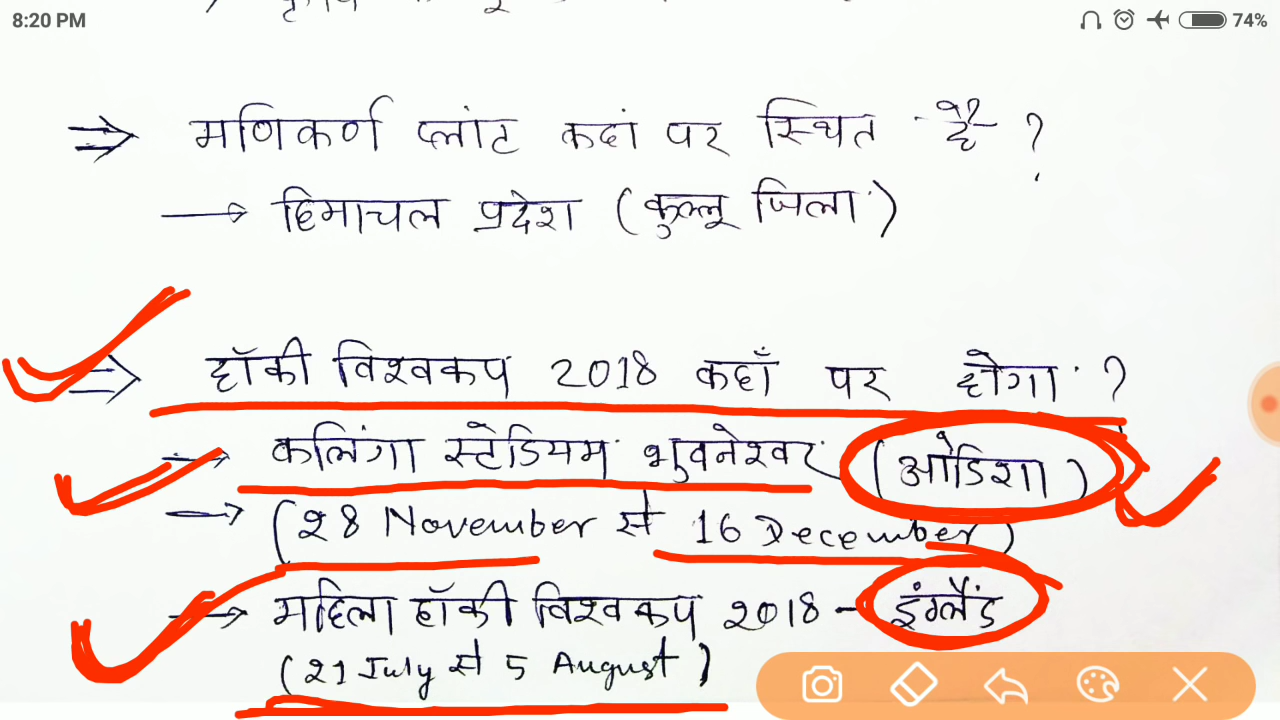 8:20 PM 74%
⇒ मणिकर्ण प्लांट कहां पर स्थित है ?
→ हिमाचल प्रदेश (कुल्लू जिला)
⇒ हॉकी विश्वकप 2018 कहाँ पर होगा ?
→ कलिंगा स्टेडियम भुवनेश्वर (ओडिशा)
→ (28 November से 16 December)
→ महिला हॉकी विश्वकप 2018 - इंग्लैंड
(21 July से 5 August)